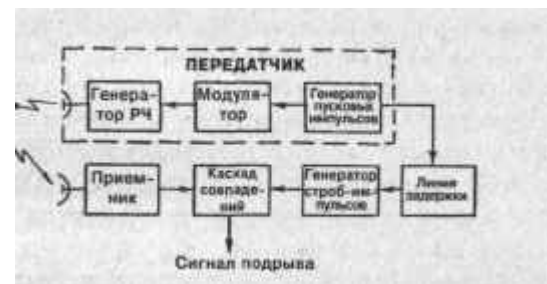 ПЕРЕДАТЧИК
Генера-
тор РЧ
Модуля-
тор
Генератор
пусковых
импульсов
Прием-
ник
Каскад
совпаде-
ний
Генератор
строб-им-
пульсов
Линия
задержки
Сигнал подрыва